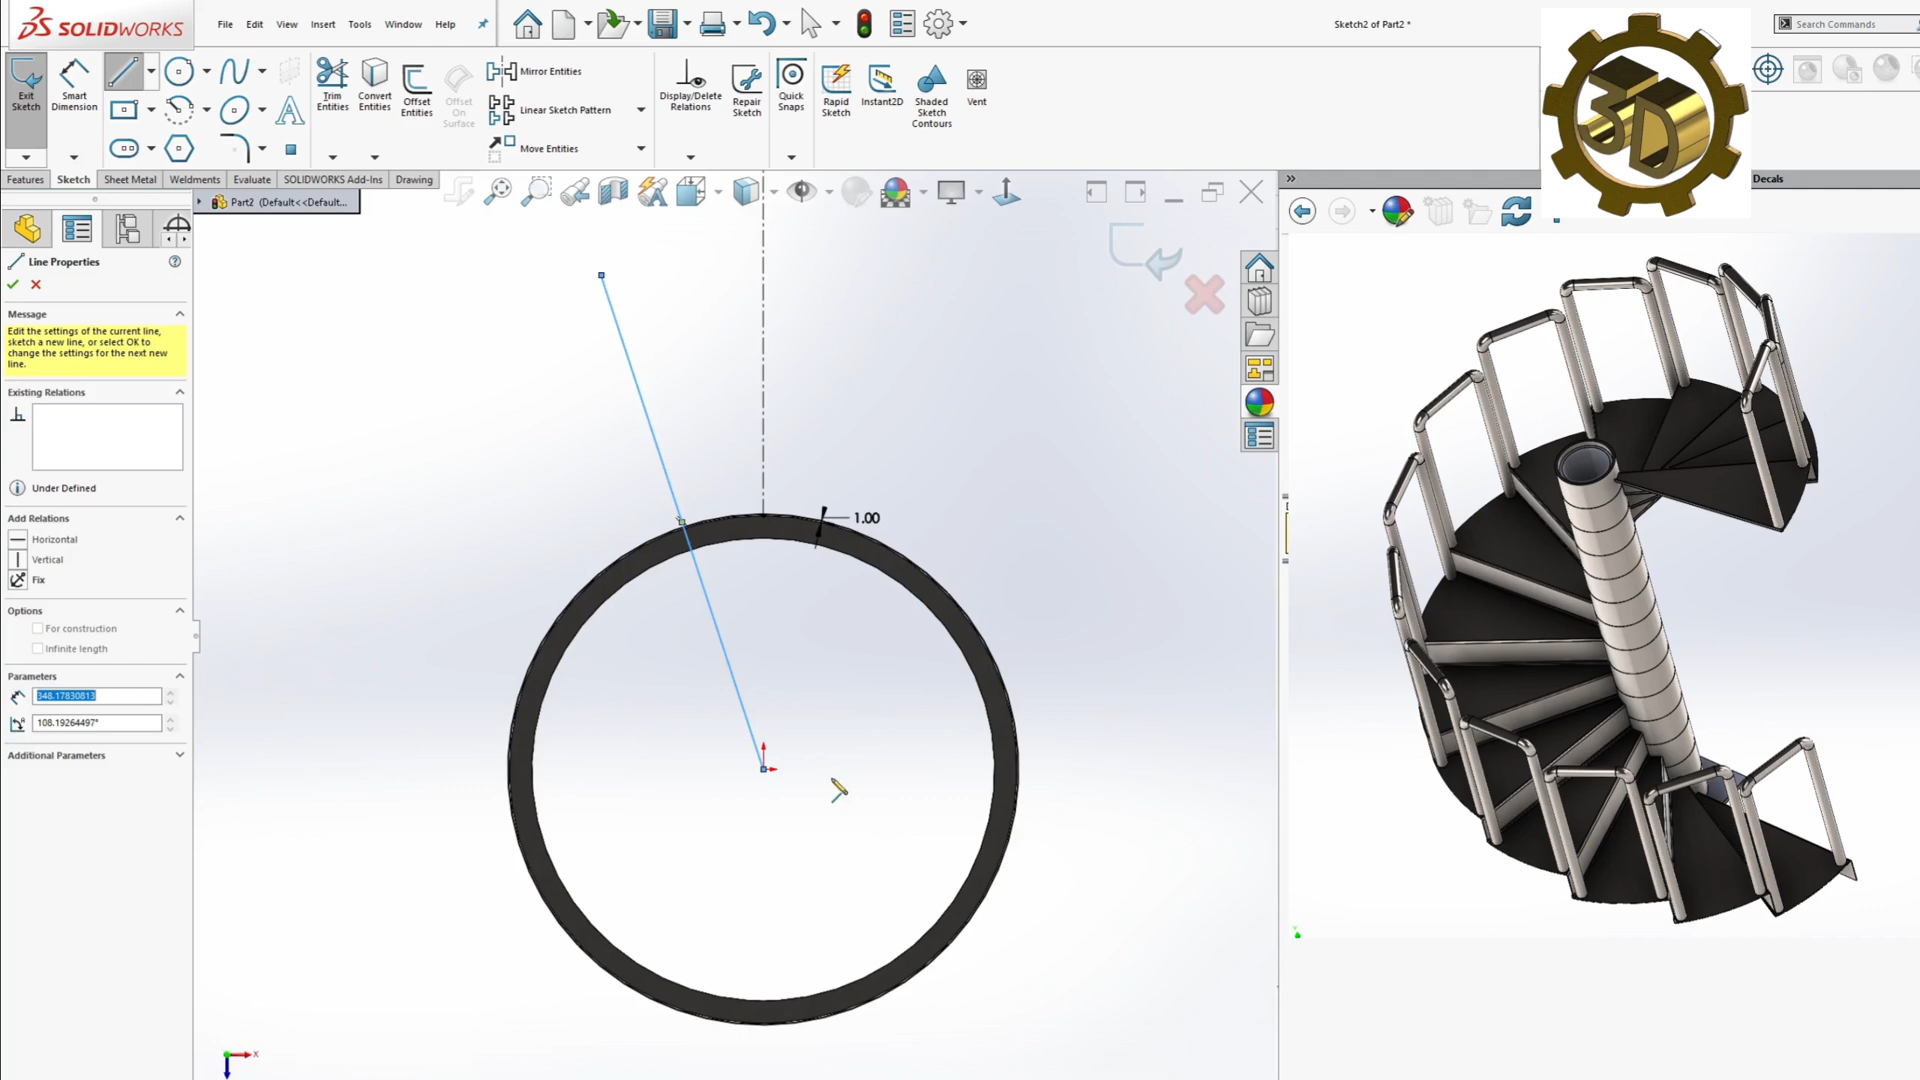 SOLIDWORKS
File Edit View Insert Tools Window Help
Sketch2 of Part2 *
Search Commands
Exit Sketch
Smart Dimension
Trim Entities
Convert Entities
Offset Entities
Offset On Surface
Mirror Entities
Linear Sketch Pattern
Move Entities
Display/Delete Relations
Repair Sketch
Quick Snaps
Rapid Sketch
Instant2D
Shaded Sketch Contours
Vent
3D
Features Sketch Sheet Metal Weldments Evaluate SOLIDWORKS Add-Ins Drawing
Decals
Part2 (Default<<Default...
Line Properties
Message
Edit the settings of the current line,
sketch a new line, or select OK to
change the settings for the next new
line.
Existing Relations
Under Defined
Add Relations
Horizontal
Vertical
Fix
Options
For construction
Infinite length
Parameters
348.17830813
108.19264497°
Additional Parameters
1.00
X